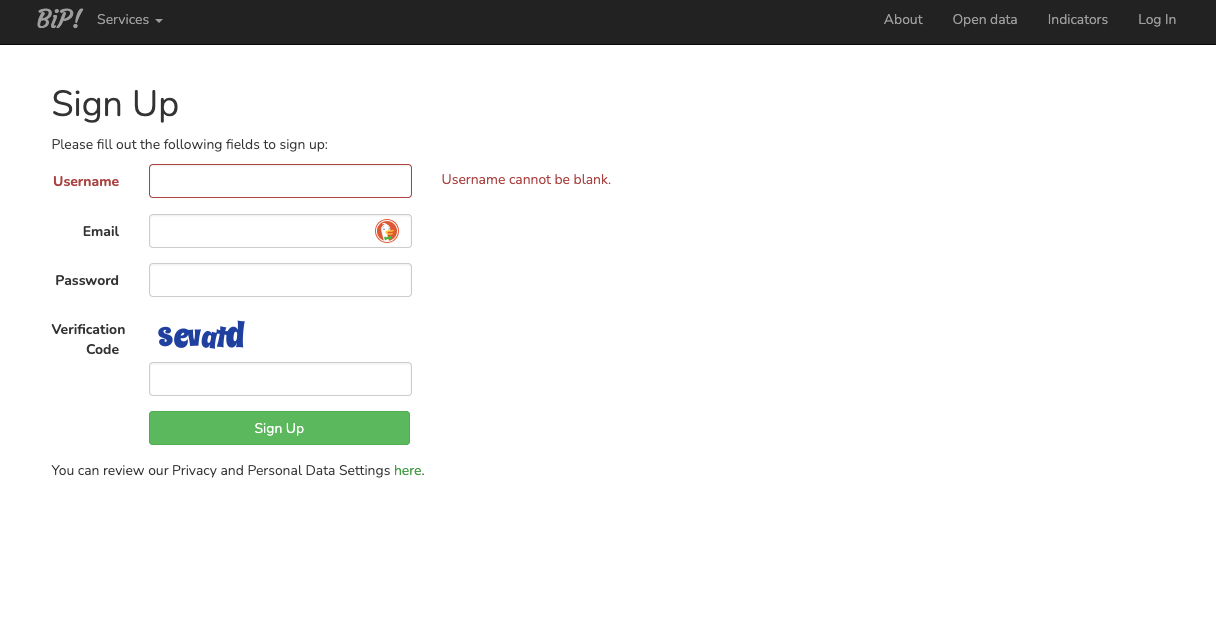 BiP! Services About Open data Indicators Log In
Sign Up
Please fill out the following fields to sign up:
Username Username cannot be blank.
Email
Password
Verification
Code
sevatd
Sign Up
You can review our Privacy and Personal Data Settings here.